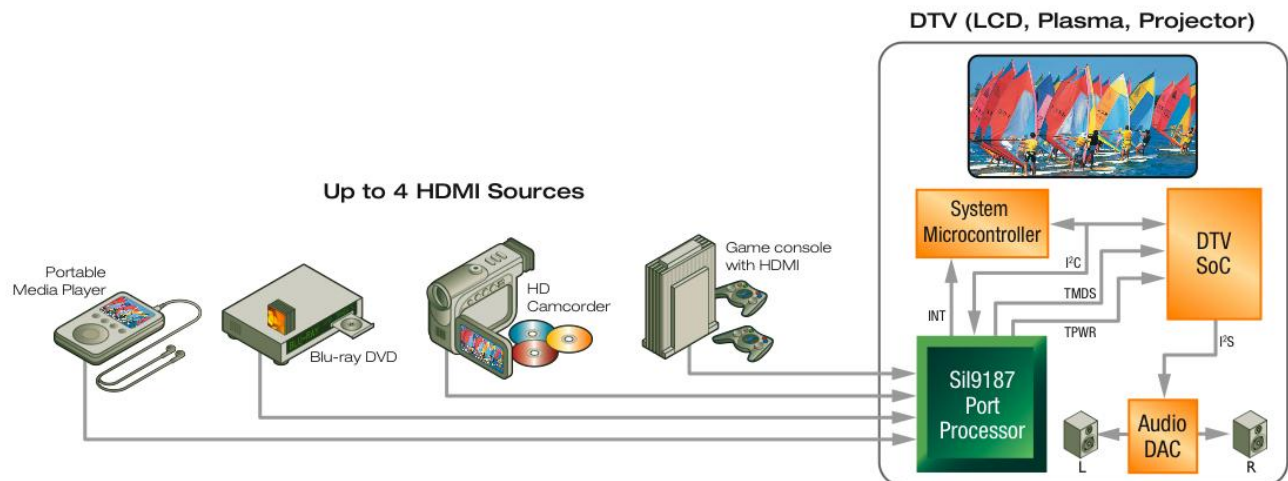 DTV (LCD, Plasma, Projector)
Up to 4 HDMI Sources
Portable
Media Player
Blu-ray DVD
HD
Camcorder
Game console
with HDMI
System
Microcontroller
DTV
SoC
I²C
TMDS
INT
TPWR
I²S
SiI9187
Port
Processor
Audio
DAC
L
R